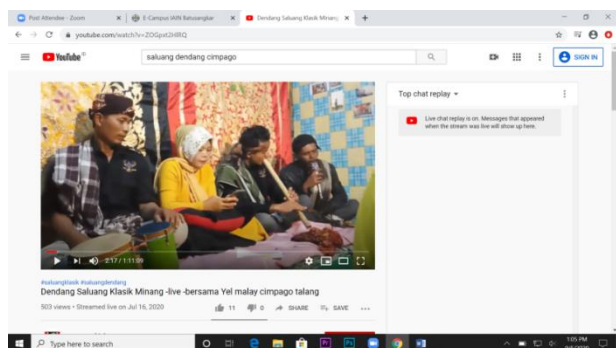 Post Attendee - Zoom
E-Campus IAIN Batusangkar
Dendang Saluang Klasik Minang
youtube.com/watch?v=ZOGpat2HfRQ
YouTube
saluang dendang cimpago
SIGN IN
Top chat replay
Live chat replay is on. Messages that appeared
when the stream was live will show up here.
2:17 / 1:11:09
#saluangklasik #saluangdendang
Dendang Saluang Klasik Minang -live -bersama Yel malay cimpago talang
503 views • Streamed live on Jul 16, 2020
11
0
SHARE
SAVE
Type here to search
1:05 PM